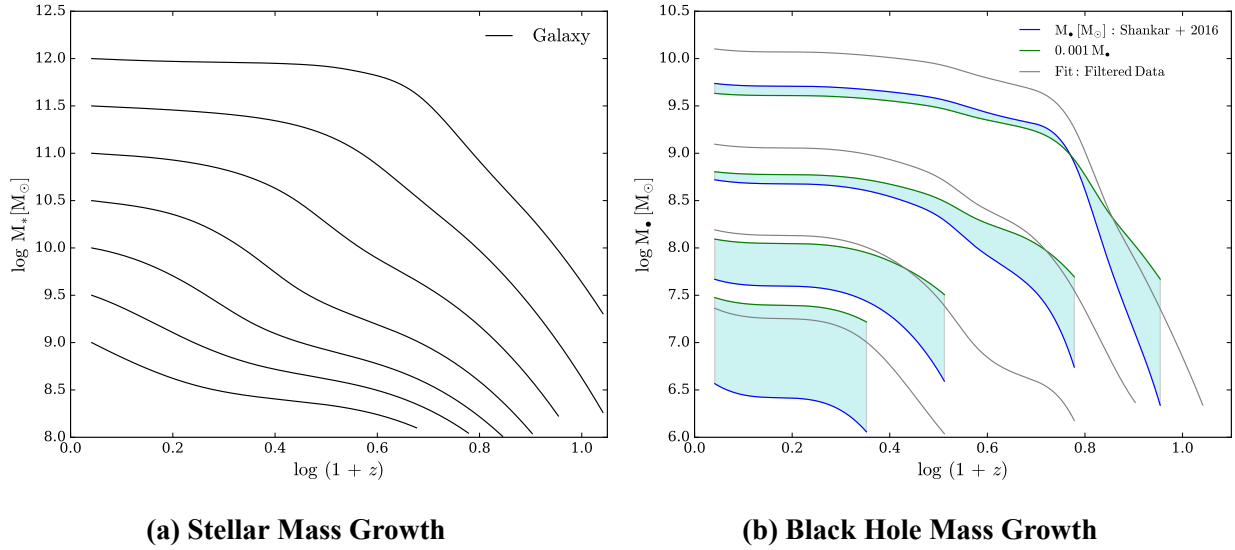 12.5
12.0
11.5
11.0
10.5
10.0
9.5
9.0
8.5
8.0
log M* [M⊙]
0.0 0.2 0.4 0.6 0.8 1.0
log (1 + z)
Galaxy
10.5
10.0
9.5
9.0
8.5
8.0
7.5
7.0
6.5
6.0
log M• [M⊙]
0.0 0.2 0.4 0.6 0.8 1.0
log (1 + z)
M• [M⊙] : Shankar + 2016
0.001 M•
Fit : Filtered Data
(a) Stellar Mass Growth
(b) Black Hole Mass Growth